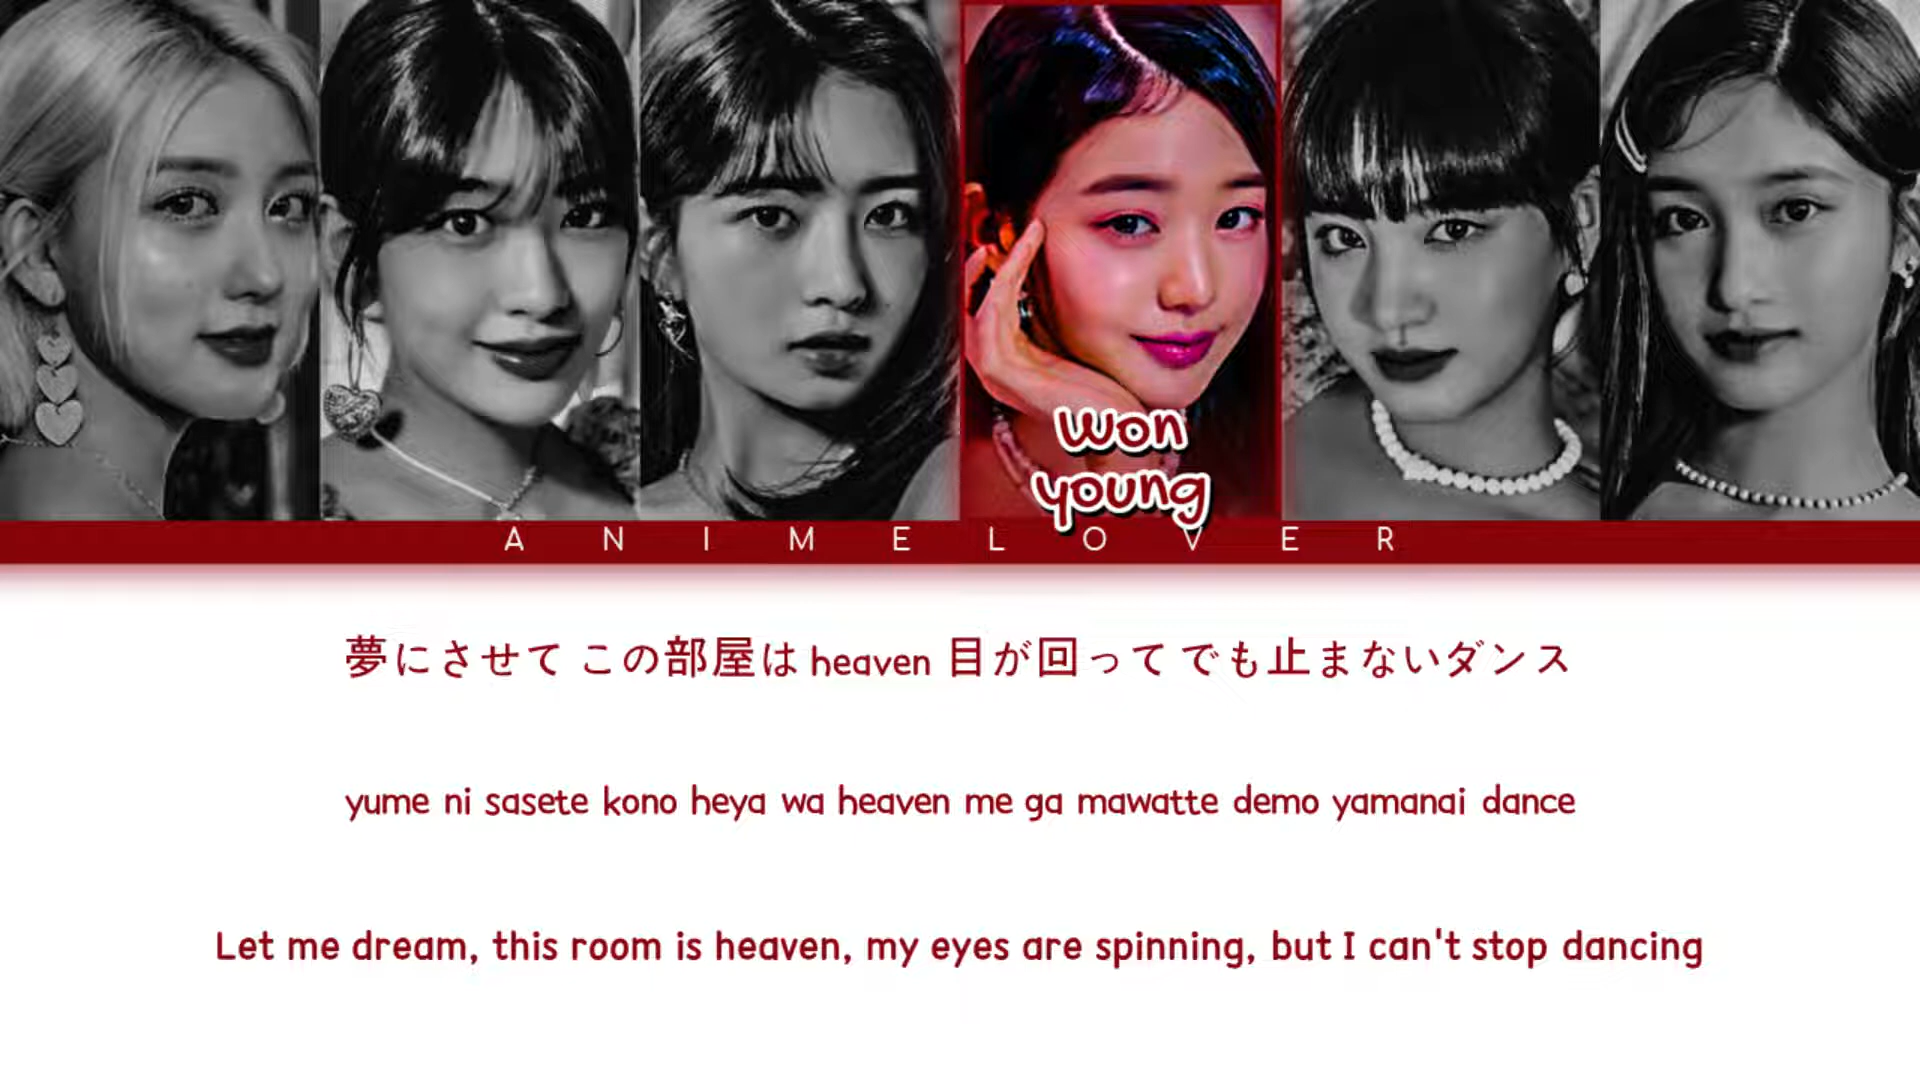 won
young
ANIMELOVER
夢にさせて この部屋は heaven 目が回って でも止まないダンス
yume ni sasete kono heya wa heaven me ga mawatte demo yamanai dance
Let me dream, this room is heaven, my eyes are spinning, but I can't stop dancing